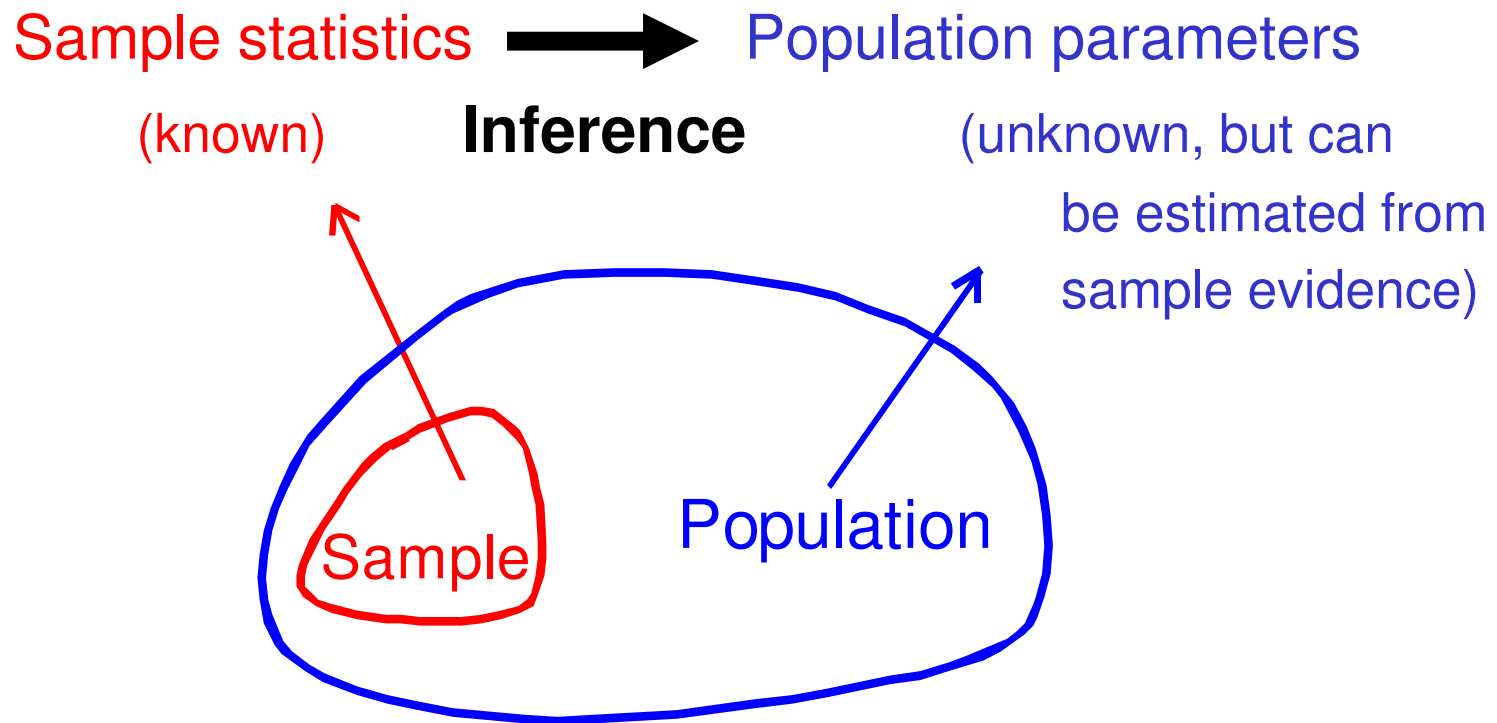 Sample statistics Population parameters
(known) Inference (unknown, but can
be estimated from
sample evidence)
Population
Sample